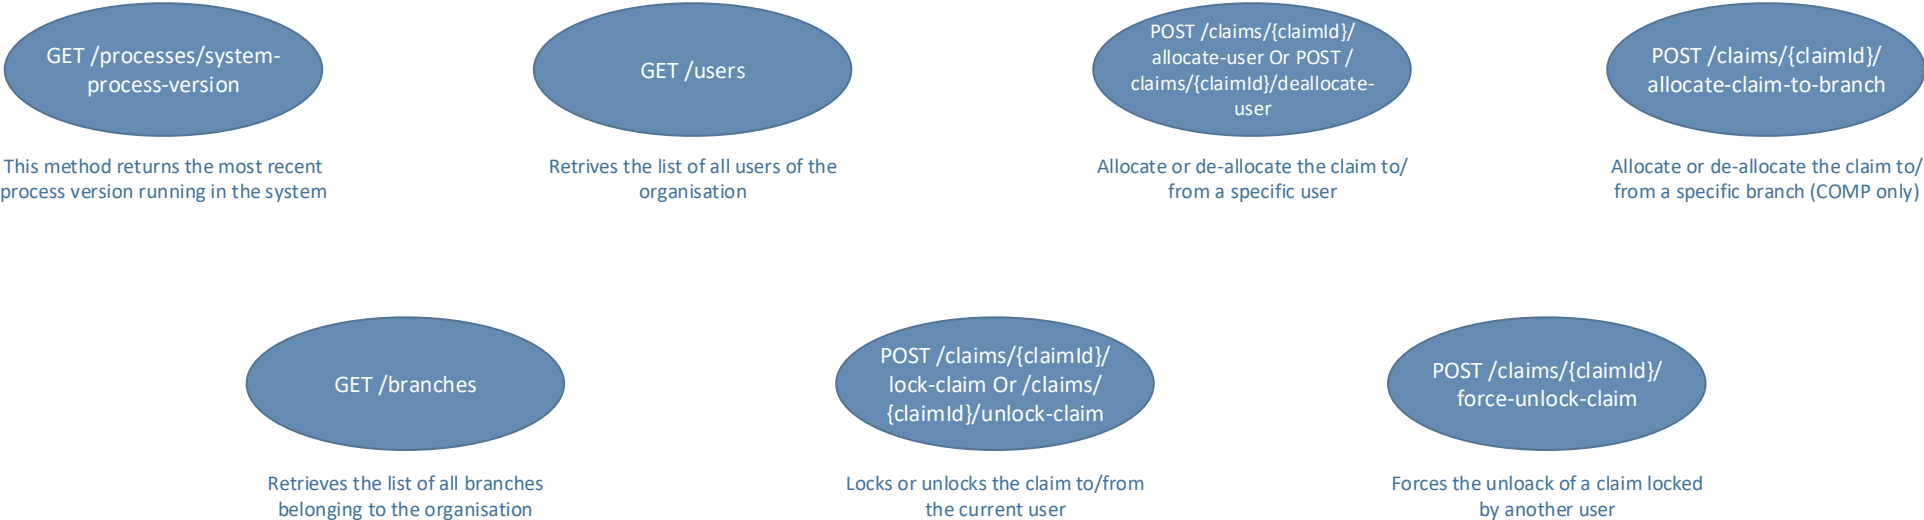 GET /processes/system-
process-version
GET /users
POST /claims/{claimId}/
allocate-user Or POST /
claims/{claimId}/deallocate-
user
POST /claims/{claimId}/
allocate-claim-to-branch
This method returns the most recent
process version running in the system
Retrives the list of all users of the
organisation
Allocate or de-allocate the claim to/
from a specific user
Allocate or de-allocate the claim to/
from a specific branch (COMP only)
GET /branches
POST /claims/{claimId}/
lock-claim Or /claims/
{claimId}/unlock-claim
POST /claims/{claimId}/
force-unlock-claim
Retrieves the list of all branches
belonging to the organisation
Locks or unlocks the claim to/from
the current user
Forces the unloack of a claim locked
by another user